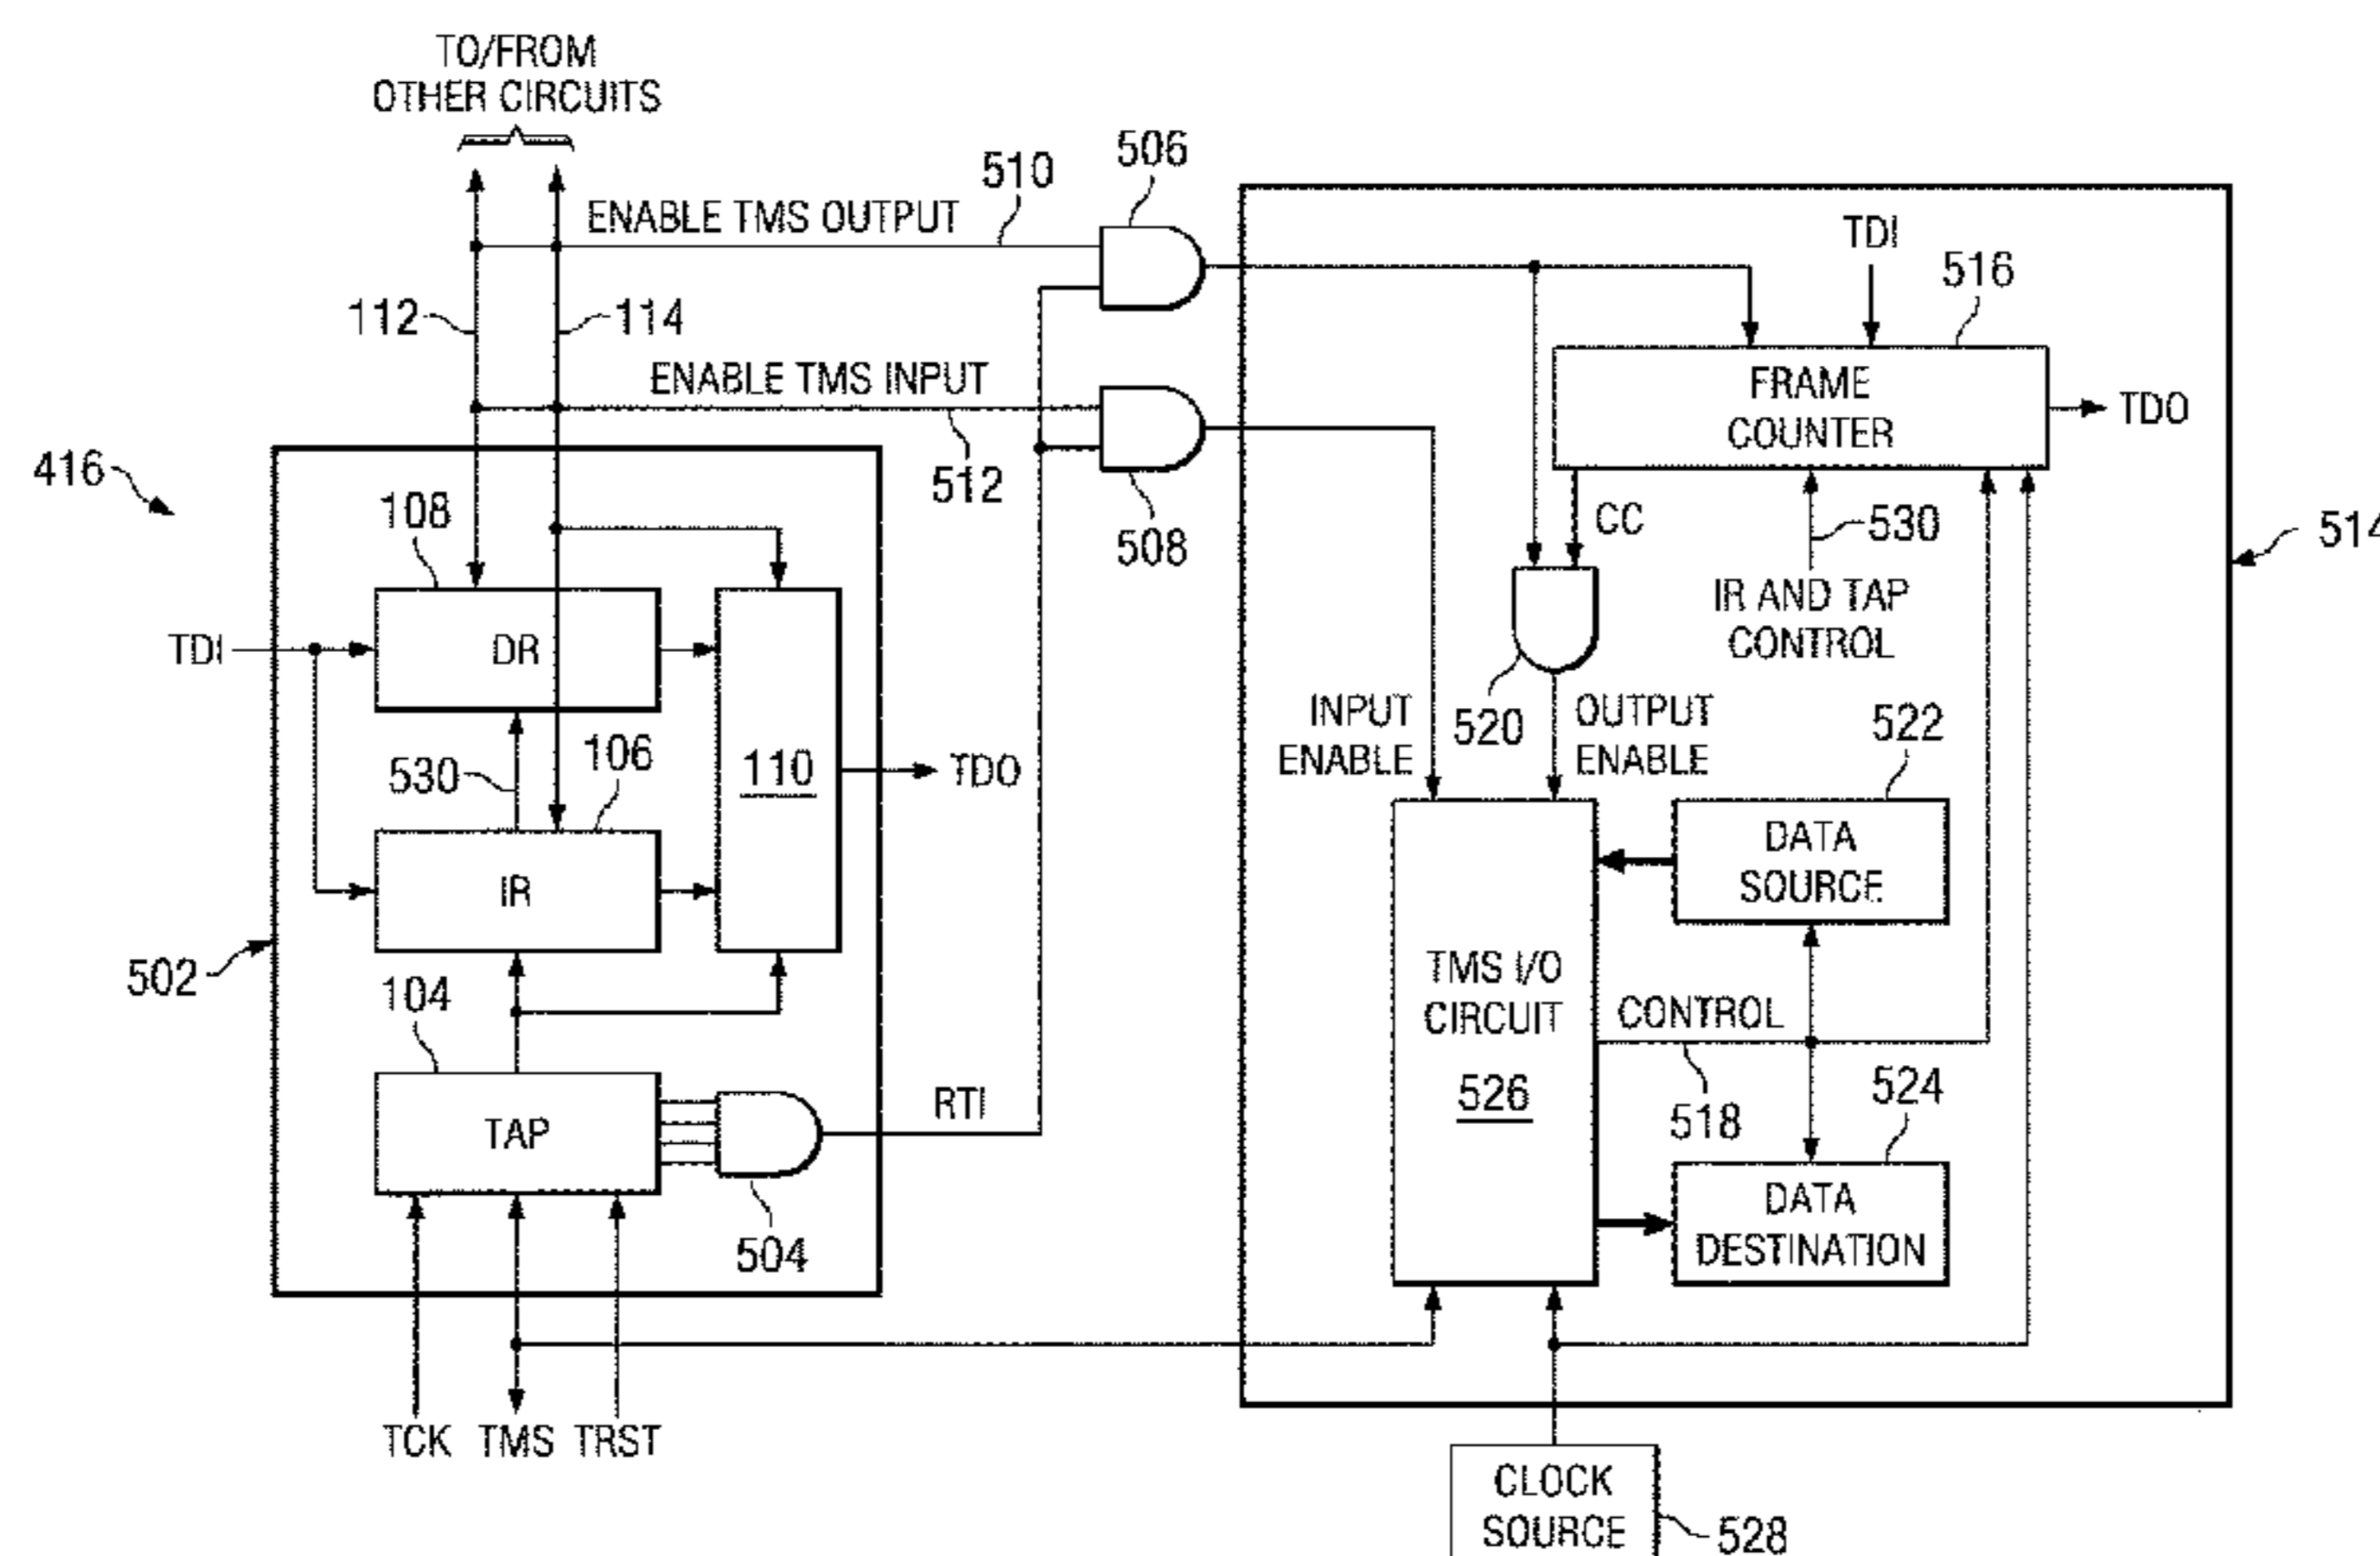 TO/FROM
OTHER CIRCUITS
506
510
ENABLE TMS OUTPUT
TDI
516
112
114
ENABLE TMS INPUT
FRAME
COUNTER
TDO
416
512
108
508
CC
530
514
IR AND TAP
CONTROL
TDI
DR
INPUT
ENABLE
520
OUTPUT
ENABLE
522
530
106
110
TDO
DATA
SOURCE
IR
502
104
TMS I/O
CIRCUIT
526
CONTROL
524
518
RTI
TAP
DATA
DESTINATION
504
TCK
TMS
TRST
CLOCK
SOURCE
528